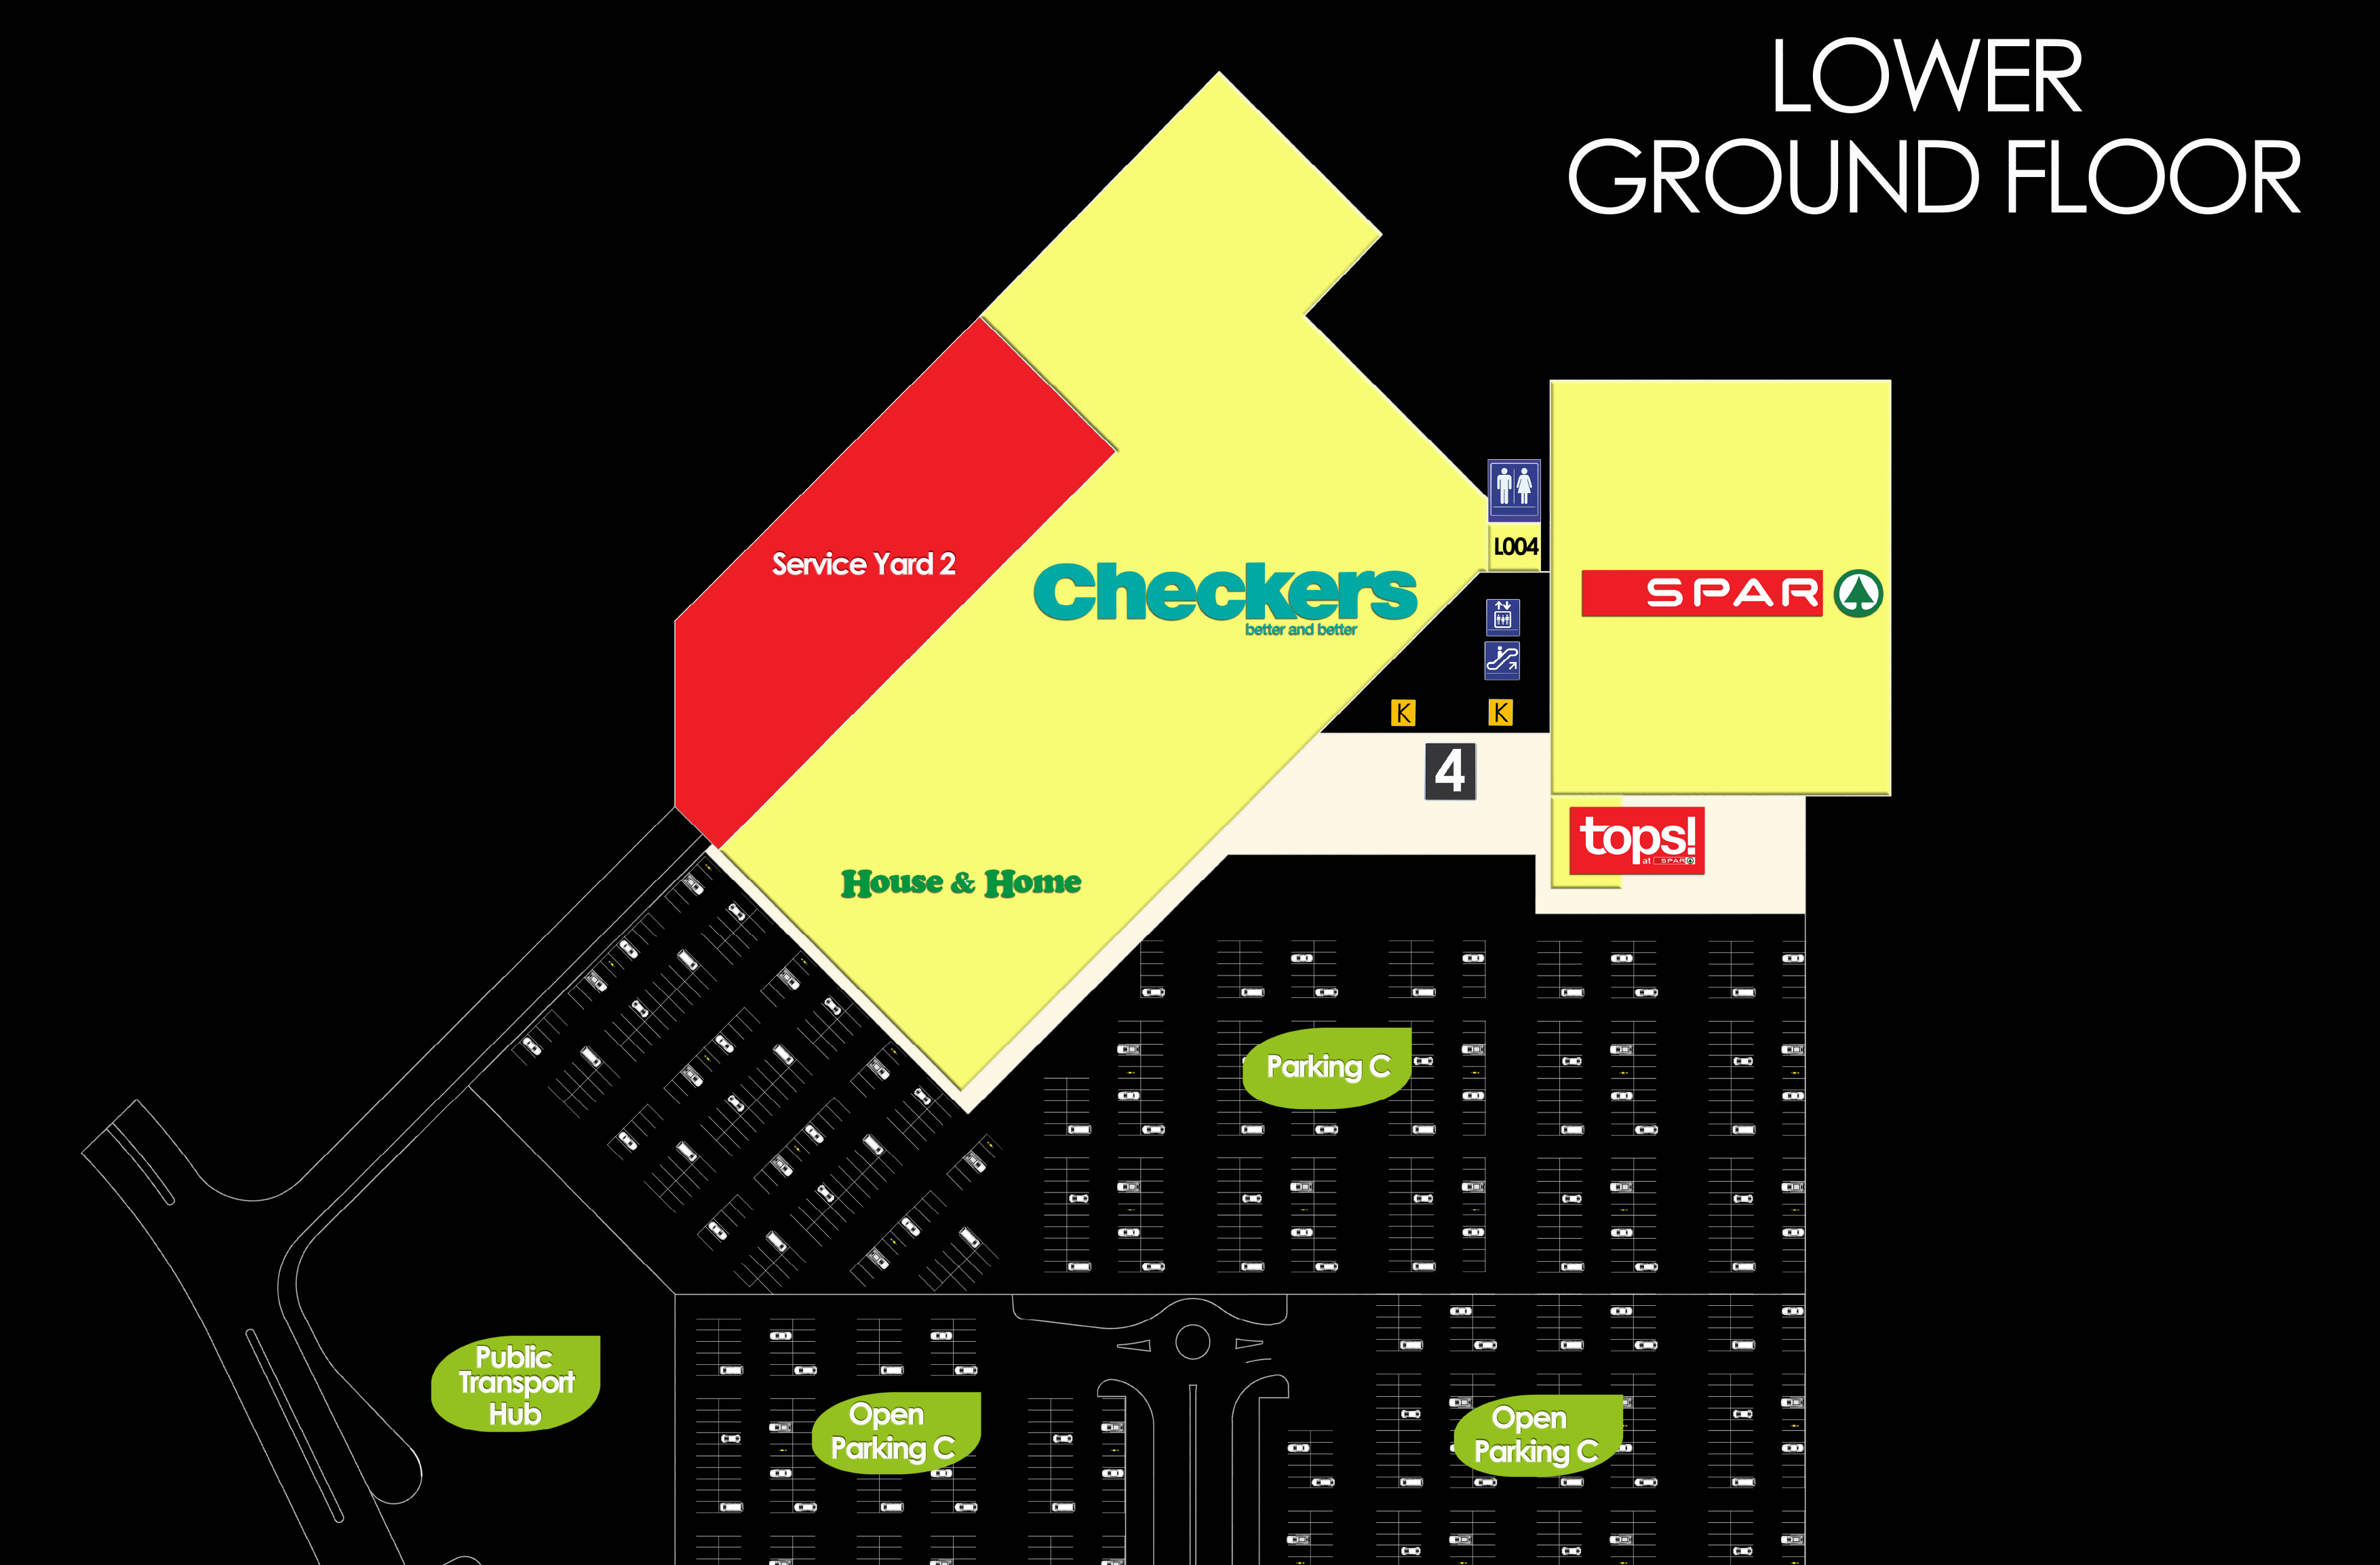 LOWER
GROUND FLOOR
Service Yard 2
Checkers
better and better
L004
SPAR
K
K
4
tops!
at SPAR
House & Home
Parking C
Public
Transport
Hub
Open
Parking C
Open
Parking C